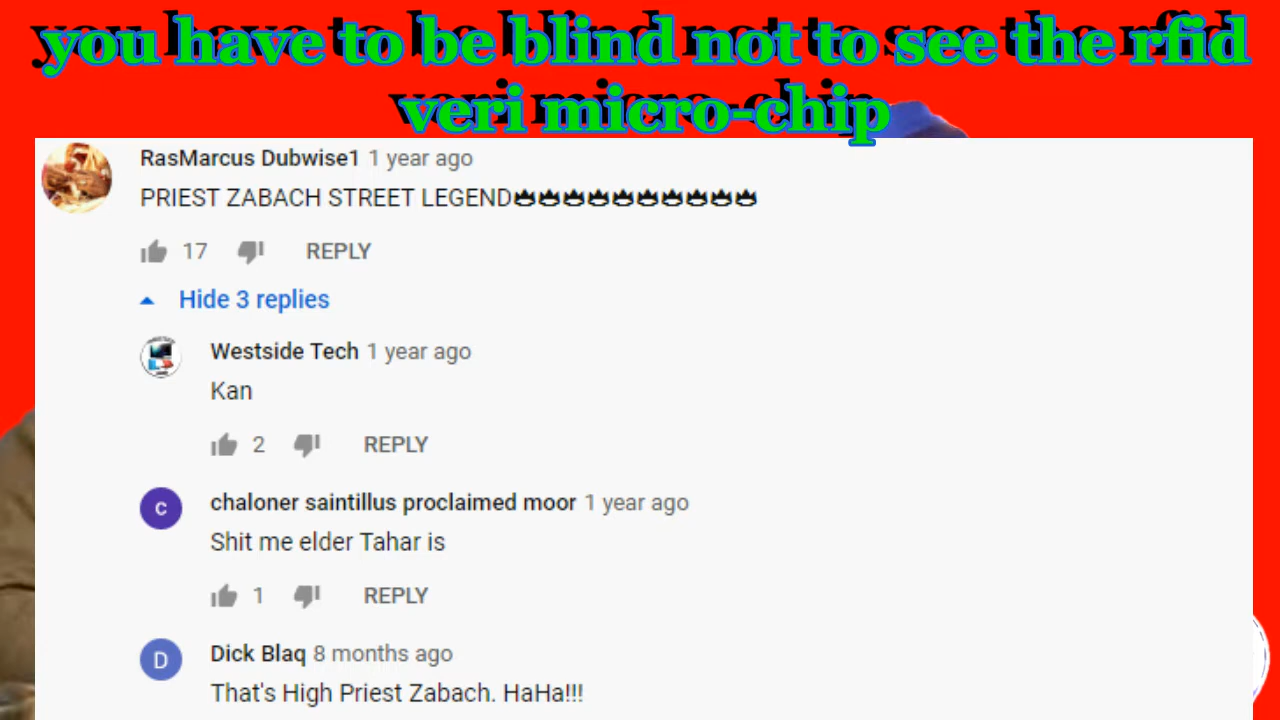 you have to be blind not to see the rfid
veri micro-chip
RasMarcus Dubwise1 1 year ago
PRIEST ZABACH STREET LEGEND♚♚♚♚♚♚♚♚♚♚
17 REPLY
Hide 3 replies
Westside Tech 1 year ago
Kan
2 REPLY
C chaloner saintillus proclaimed moor 1 year ago
Shit me elder Tahar is
1 REPLY
D Dick Blaq 8 months ago
That's High Priest Zabach. HaHa!!!